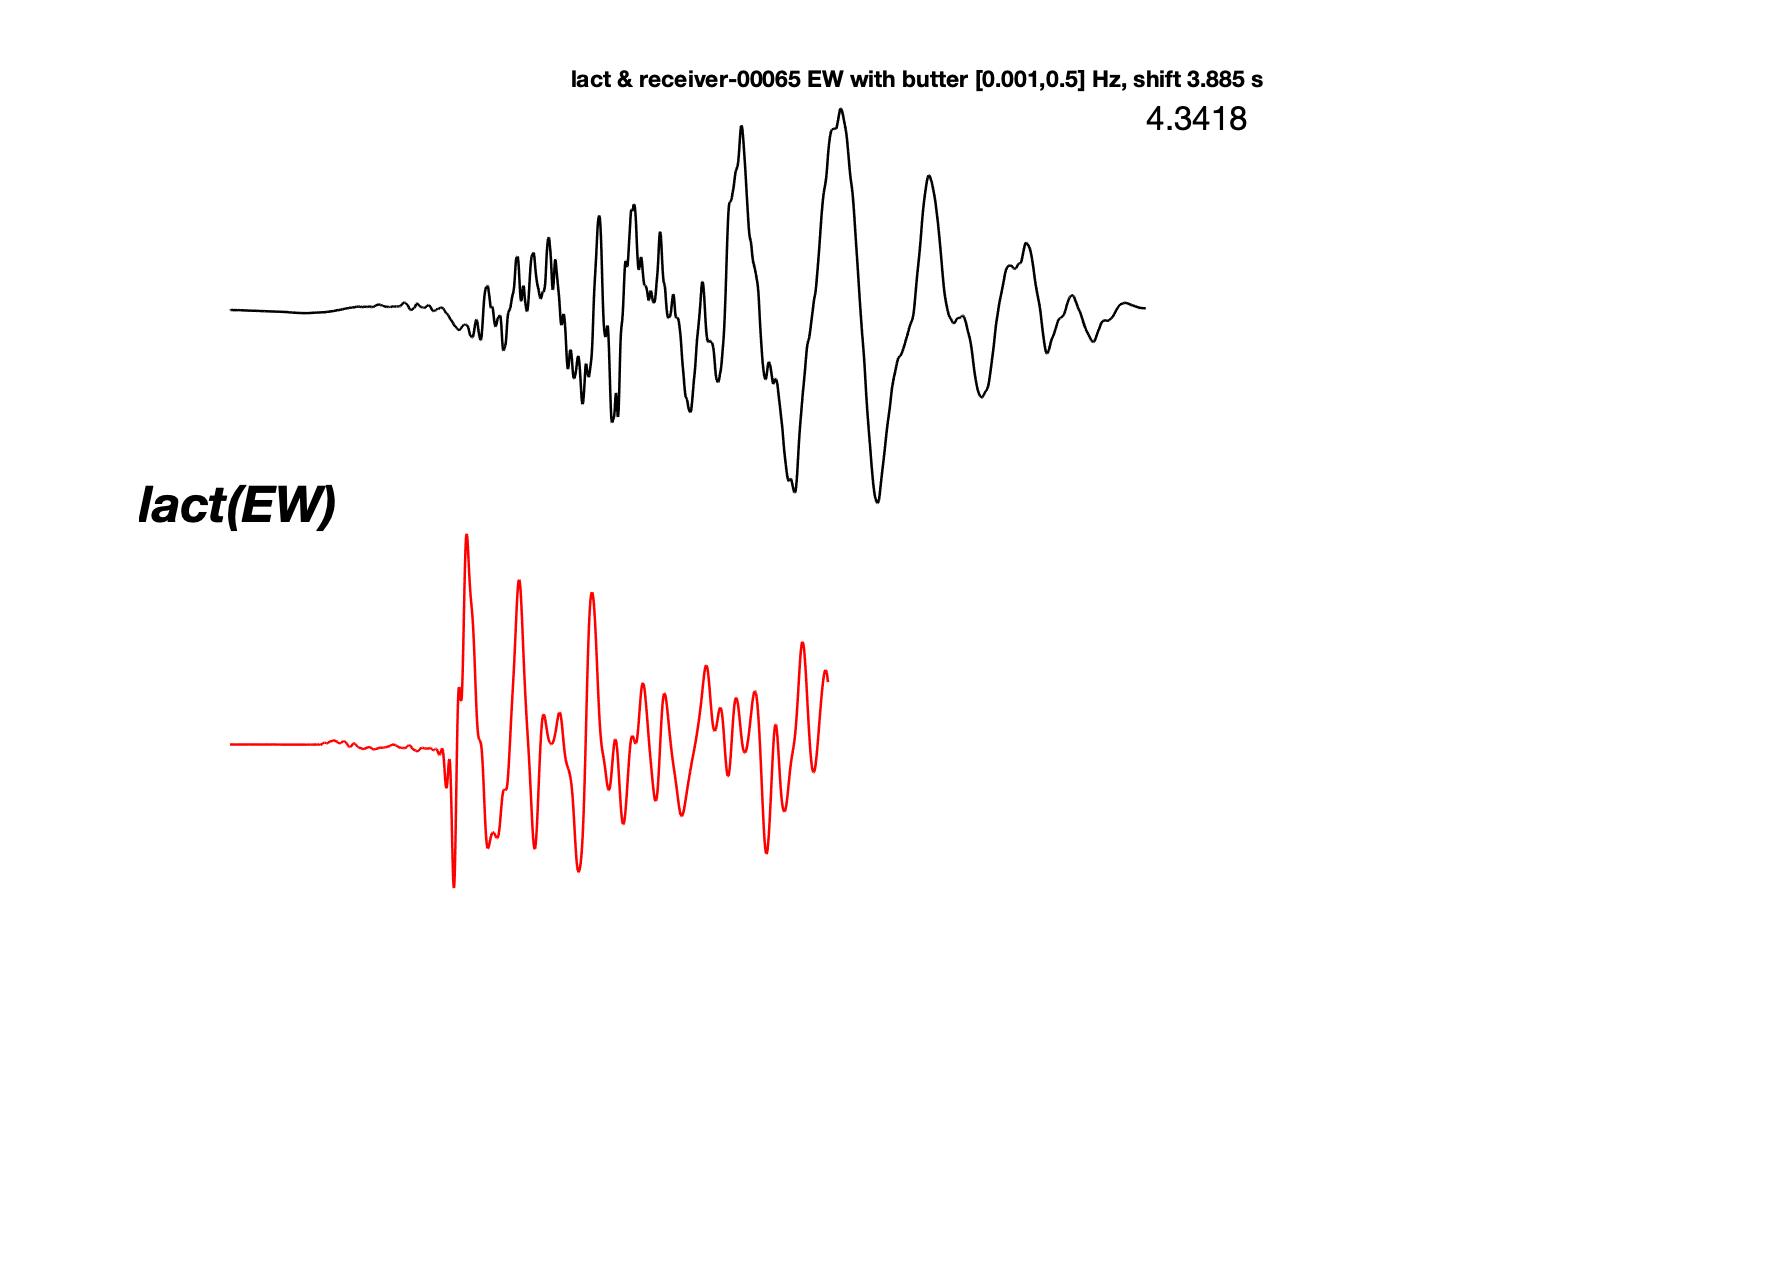 lact & receiver-00065 EW with butter [0.001,0.5] Hz, shift 3.885 s
4.3418
lact(EW)